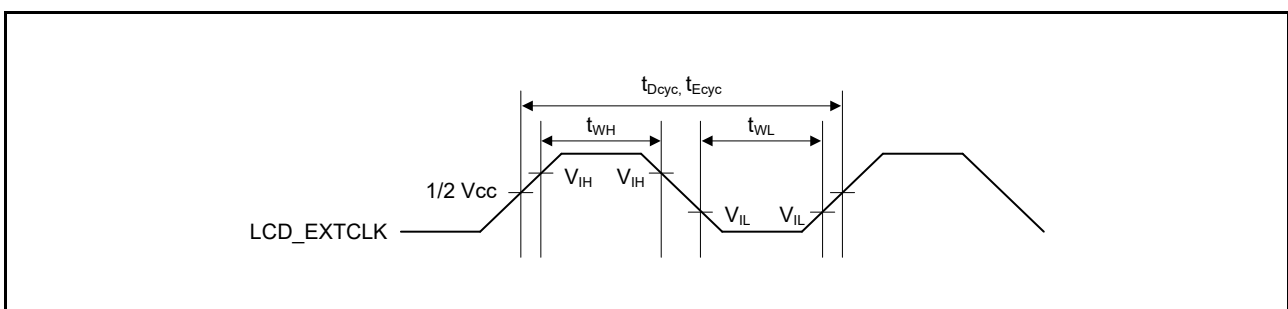 tDcyc, tEcyc
tWH tWL
VIH VIH
1/2 Vcc
VIL VIL
LCD_EXTCLK